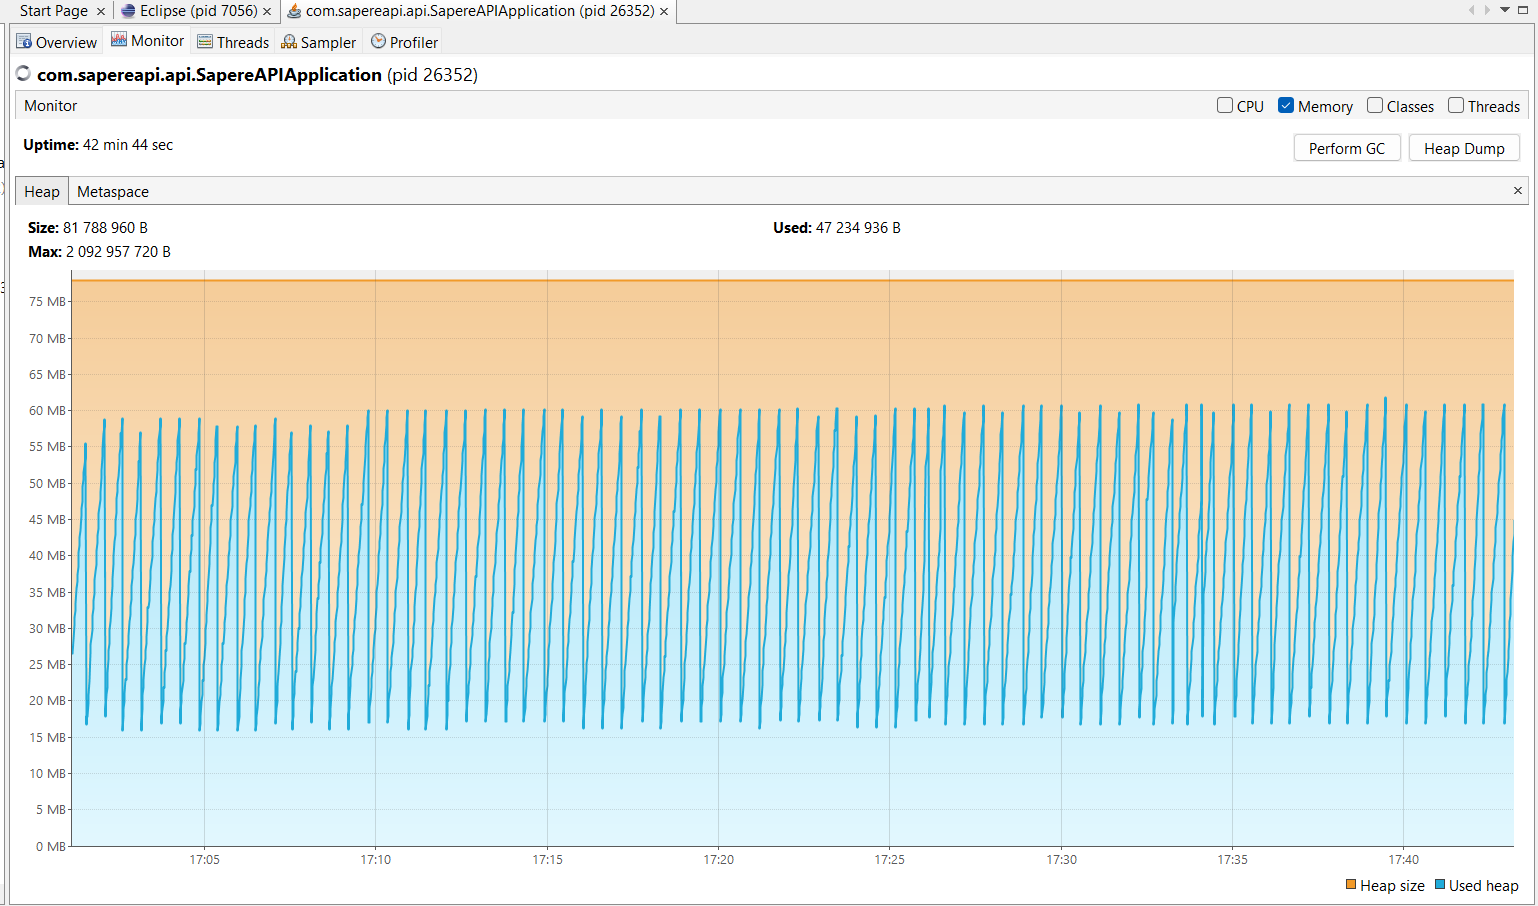 Start Page × Eclipse (pid 7056) × com.sapereapi.api.SapereAPIApplication (pid 26352) ×
Overview Monitor Threads Sampler Profiler
com.sapereapi.api.SapereAPIApplication (pid 26352)
Monitor CPU Memory Classes Threads
Uptime: 42 min 44 sec
Perform GC Heap Dump
Heap Metaspace ×
Size: 81 788 960 B Used: 47 234 936 B
Max: 2 092 957 720 B
75 MB
70 MB
65 MB
60 MB
55 MB
50 MB
45 MB
40 MB
35 MB
30 MB
25 MB
20 MB
15 MB
10 MB
5 MB
0 MB
17:05 17:10 17:15 17:20 17:25 17:30 17:35 17:40
Heap size Used heap